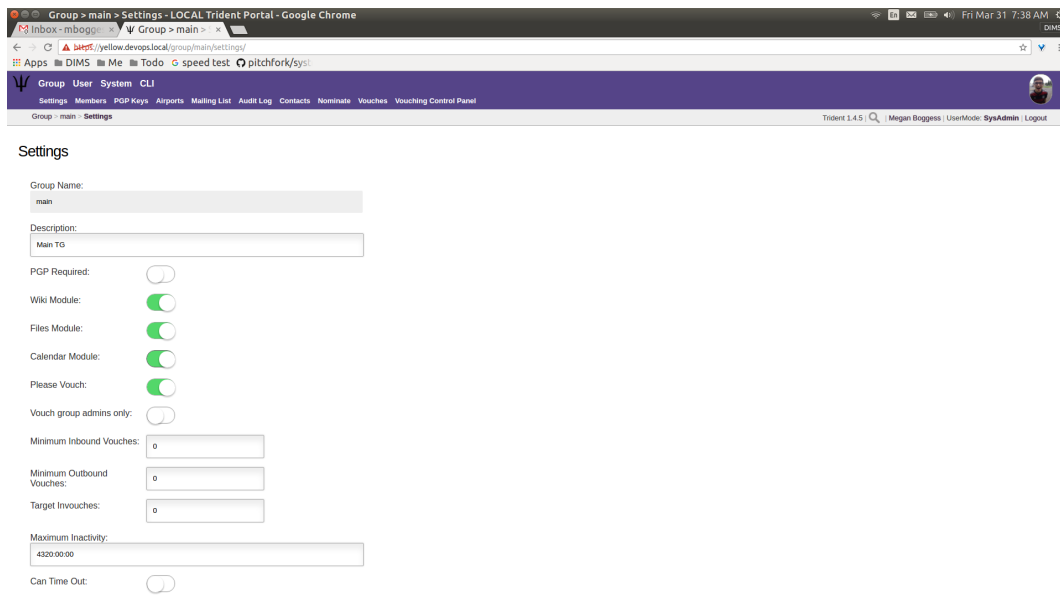 Group > main > Settings - LOCAL Trident Portal - Google Chrome
En
Fri Mar 31 7:38 AM
Inbox - mbogge × Group > main > × DIMS
https://yellow.devops.local/group/main/settings/
Apps DIMS Me Todo G speed test pitchfork/syst
Group User System CLI
Settings Members PGP Keys Airports Mailing List Audit Log Contacts Nominate Vouches Vouching Control Panel
Group > main > Settings
Trident 1.4.5 | | Megan Boggess | UserMode: SysAdmin | Logout
Settings
Group Name:
main
Description:
Main TG
PGP Required:
Wiki Module:
Files Module:
Calendar Module:
Please Vouch:
Vouch group admins only:
Minimum Inbound Vouches: 0
Minimum Outbound
Vouches: 0
Target Invouches: 0
Maximum Inactivity:
4320:00:00
Can Time Out: